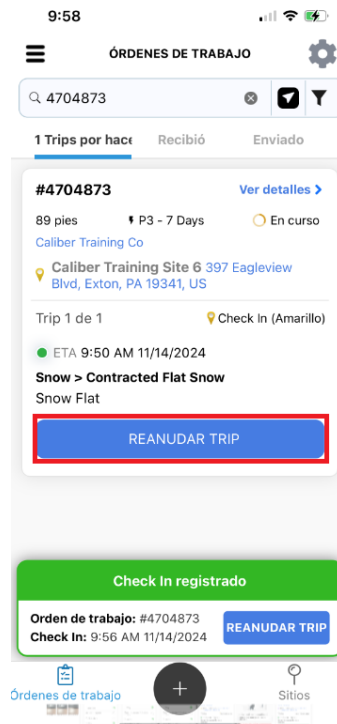 9:58
ÓRDENES DE TRABAJO
4704873
1 Trips por hace Recibió Enviado
#4704873 Ver detalles >
89 pies P3 - 7 Days En curso
Caliber Training Co
Caliber Training Site 6 397 Eagleview
Blvd, Exton, PA 19341, US
Trip 1 de 1 Check In (Amarillo)
ETA 9:50 AM 11/14/2024
Snow > Contracted Flat Snow
Snow Flat
REANUDAR TRIP
Check In registrado
Orden de trabajo: #4704873
Check In: 9:56 AM 11/14/2024 REANUDAR TRIP
Órdenes de trabajo + Sitios